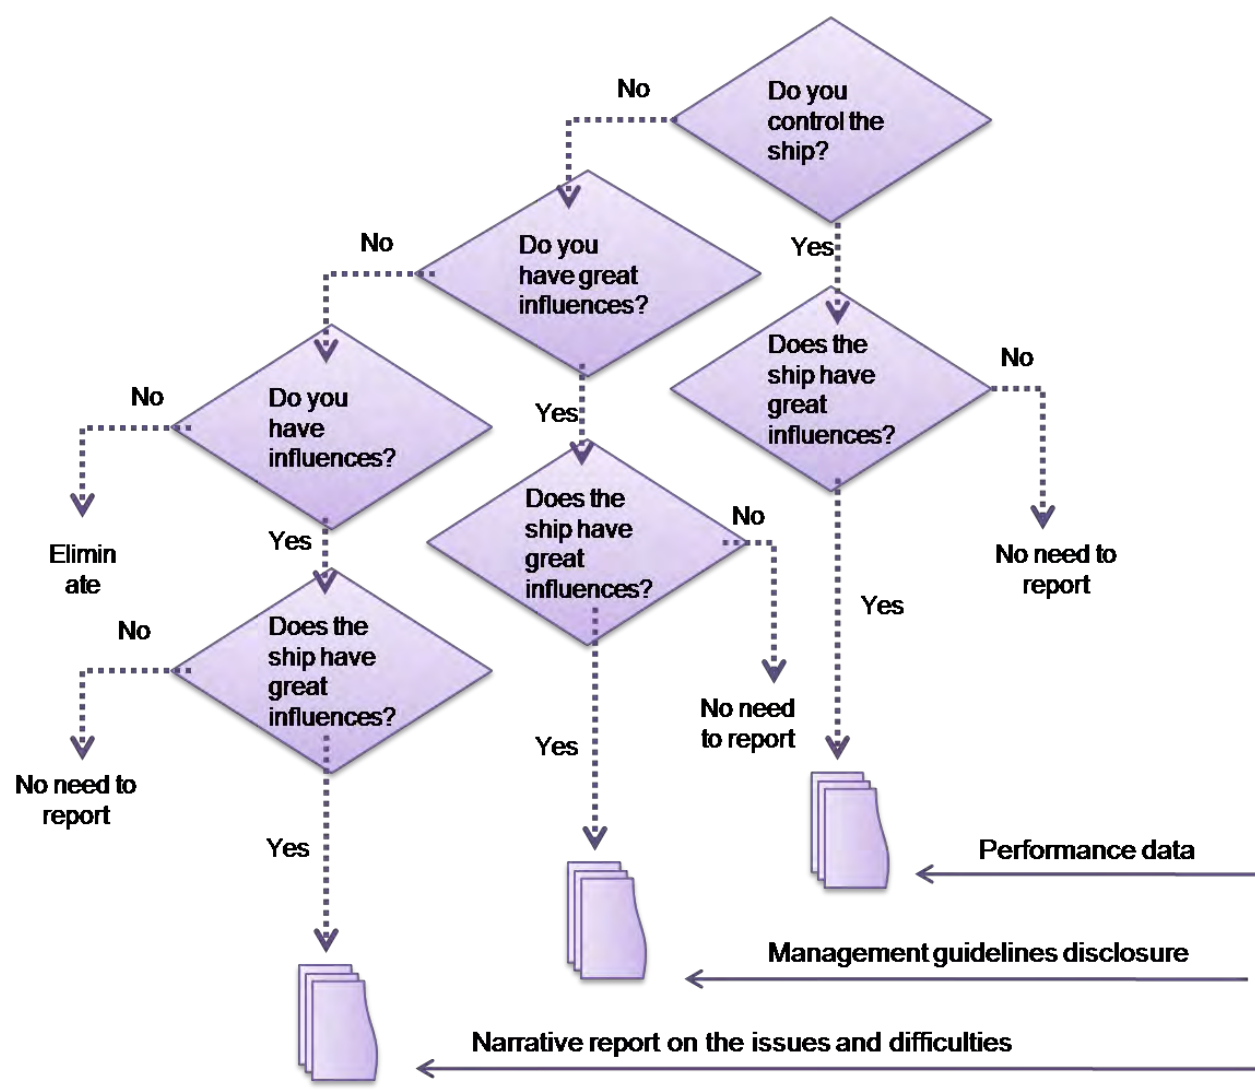 Do you
control the
ship?
No
Yes
Do you
have great
influences?
No
Yes
Does the
ship have
great
influences?
No
No need to
report
Yes
Do you
have
influences?
No
Elimin
ate
Yes
Does the
ship have
great
influences?
No
No need
to report
Yes
Does the
ship have
great
influences?
No
No need to
report
Yes
Performance data
Management guidelines disclosure
Narrative report on the issues and difficulties